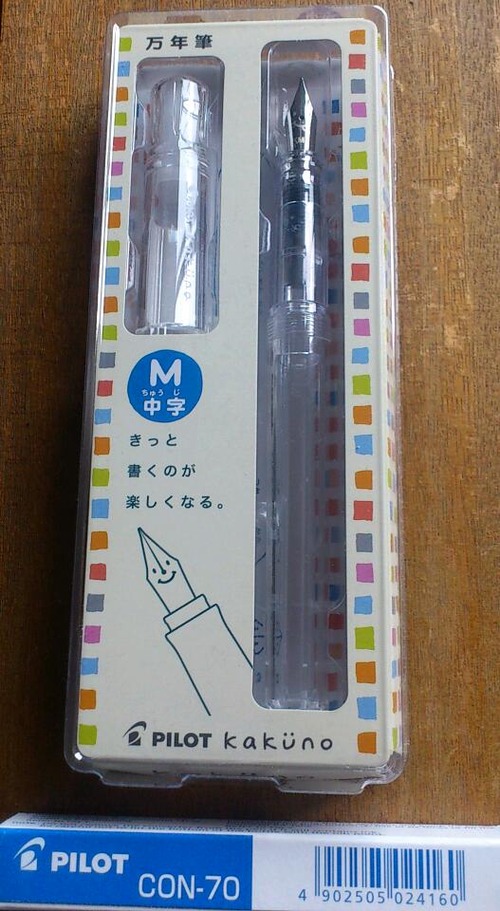 万年筆
M
ちゅう じ
中字
きっと
書くのが
楽しくなる。
PILOT kaküno
PILOT
CON-70
4 902505 024160